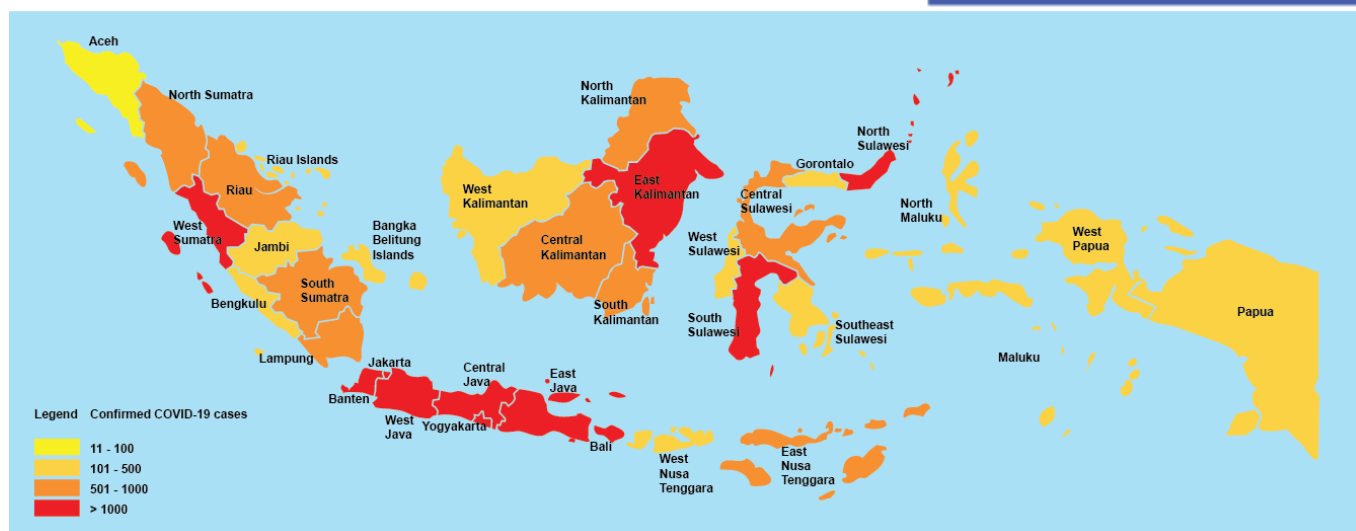 Aceh
North Sumatra
Riau Islands
Riau
West
Sumatra
Jambi
Bangka
Belitung
Islands
South
Sumatra
Bengkulu
Lampung
North
Kalimantan
West
Kalimantan
East
Kalimantan
Central
Kalimantan
South
Kalimantan
North
Sulawesi
Gorontalo
Central
Sulawesi
West
Sulawesi
South
Sulawesi
Southeast
Sulawesi
North
Maluku
Maluku
West
Papua
Papua
Jakarta
Banten
West
Java
Central
Java
Yogyakarta
East
Java
Bali
West
Nusa
Tenggara
East
Nusa
Tenggara
Legend Confirmed COVID-19 cases
11 - 100
101 - 500
501 - 1000
> 1000